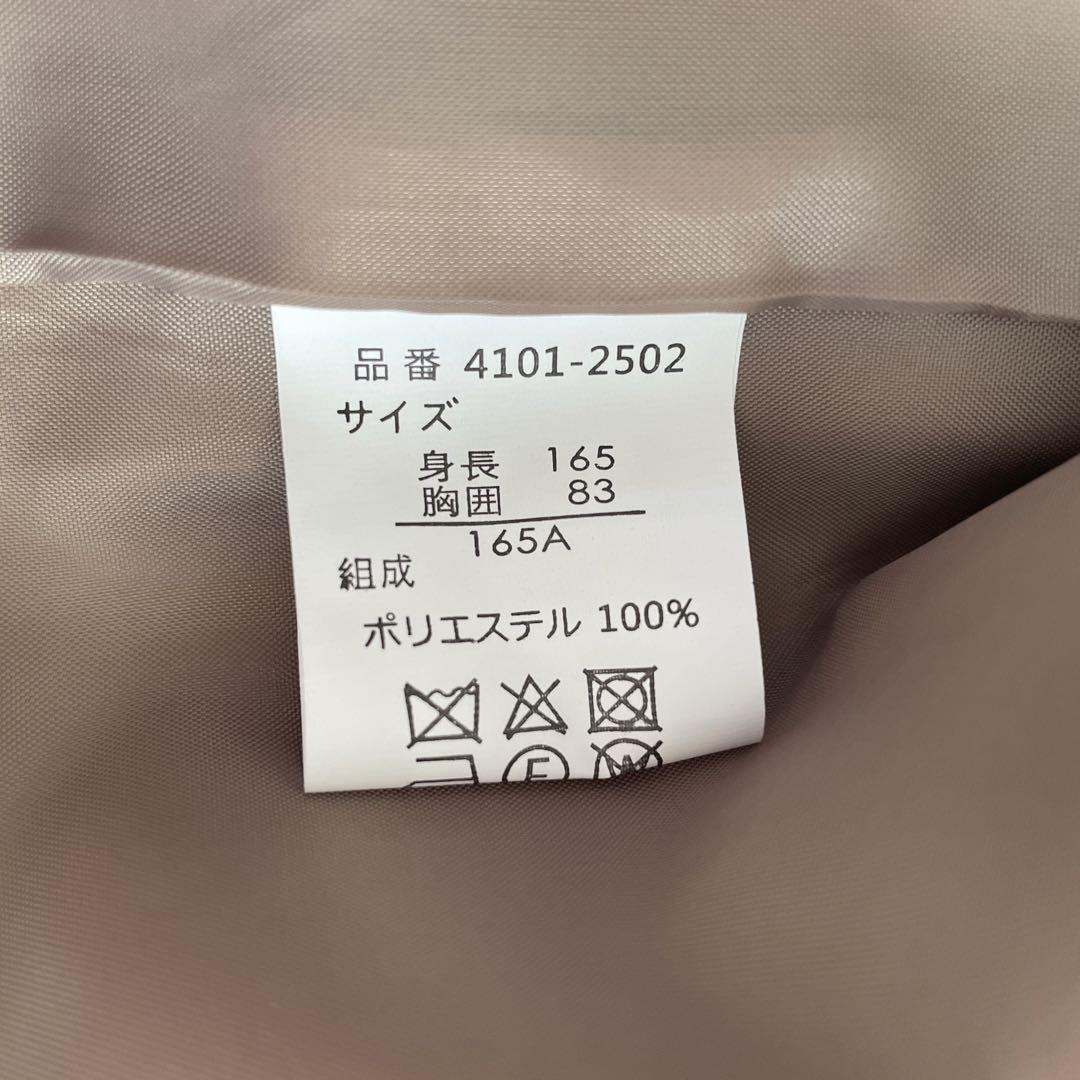 品番 4101-2502
サイズ
身長 165
胸囲 83
165A
組成
ポリエステル 100%
F
W